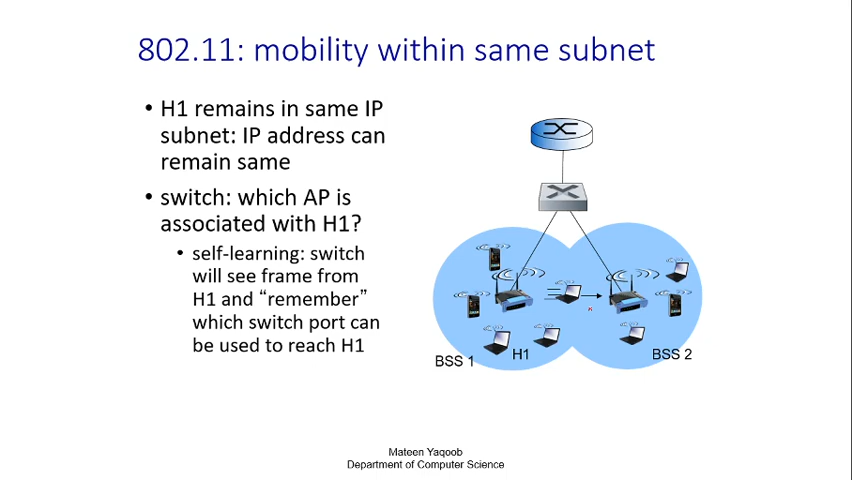 802.11: mobility within same subnet
• H1 remains in same IP
subnet: IP address can
remain same
• switch: which AP is
associated with H1?
• self-learning: switch
will see frame from
H1 and “remember”
which switch port can
be used to reach H1
BSS 1
H1
BSS 2
Mateen Yaqoob
Department of Computer Science